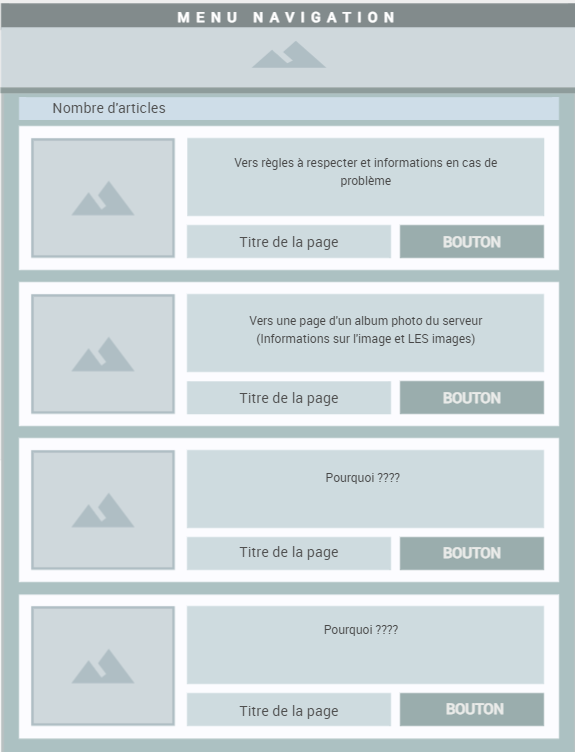 MENU NAVIGATION
Nombre d'articles
Vers règles à respecter et informations en cas de
problème
Titre de la page
BOUTON
Vers une page d'un album photo du serveur
(Informations sur l'image et LES images)
Titre de la page
BOUTON
Pourquoi ????
Titre de la page
BOUTON
Pourquoi ????
Titre de la page
BOUTON